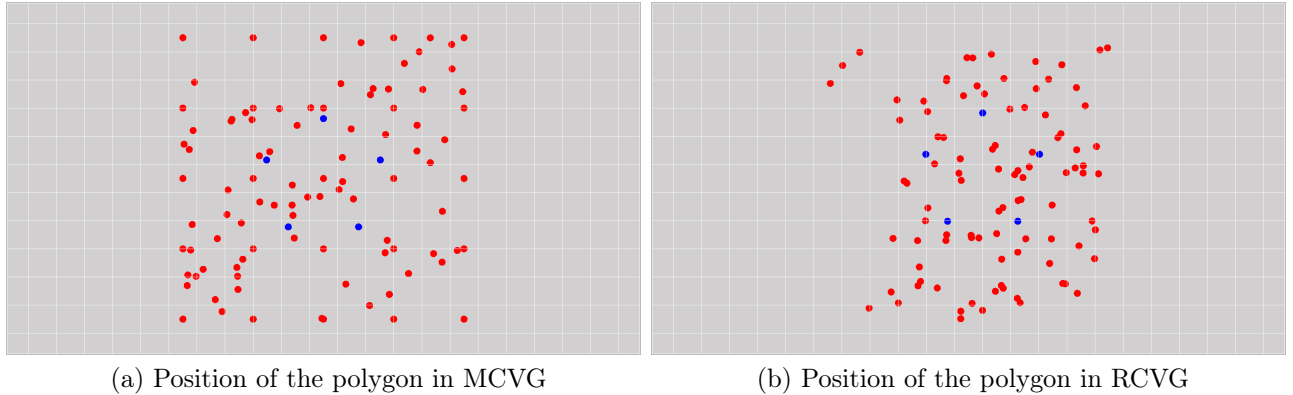 (a) Position of the polygon in MCVG
(b) Position of the polygon in RCVG